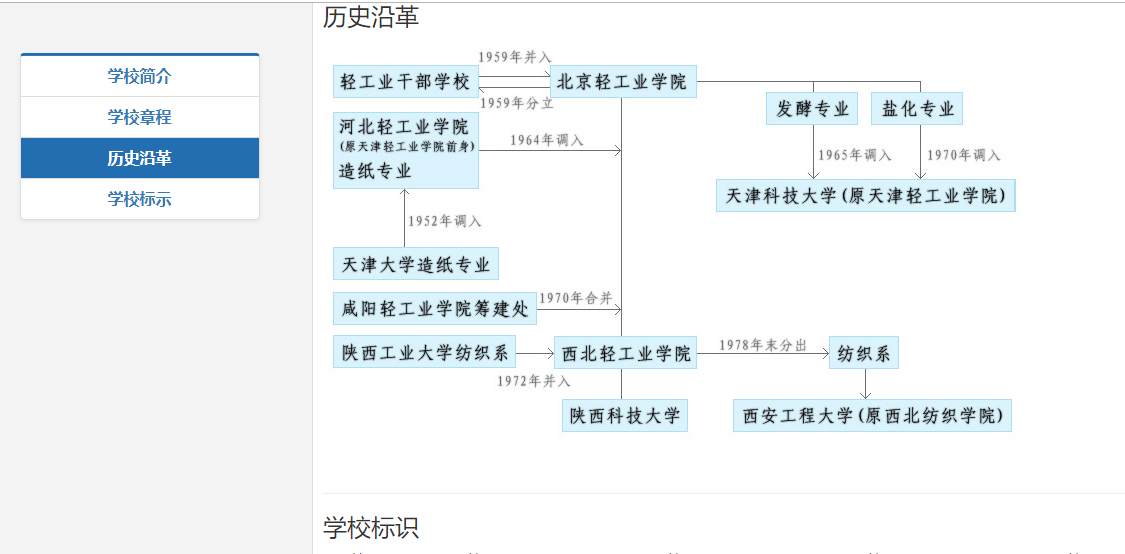 学校简介
学校章程
历史沿革
学校标示
历史沿革
1959年并入
轻工业干部学校
北京轻工业学院
1959年分立
发酵专业
盐化专业
河北轻工业学院
(原天津轻工业学院前身)
造纸专业
1964年调入
1965年调入
1970年调入
天津科技大学(原天津轻工业学院)
1952年调入
天津大学造纸专业
咸阳轻工业学院筹建处
1970年合并
陕西工业大学纺织系
西北轻工业学院
1978年末分出
纺织系
1972年并入
陕西科技大学
西安工程大学(原西北纺织学院)
学校标识